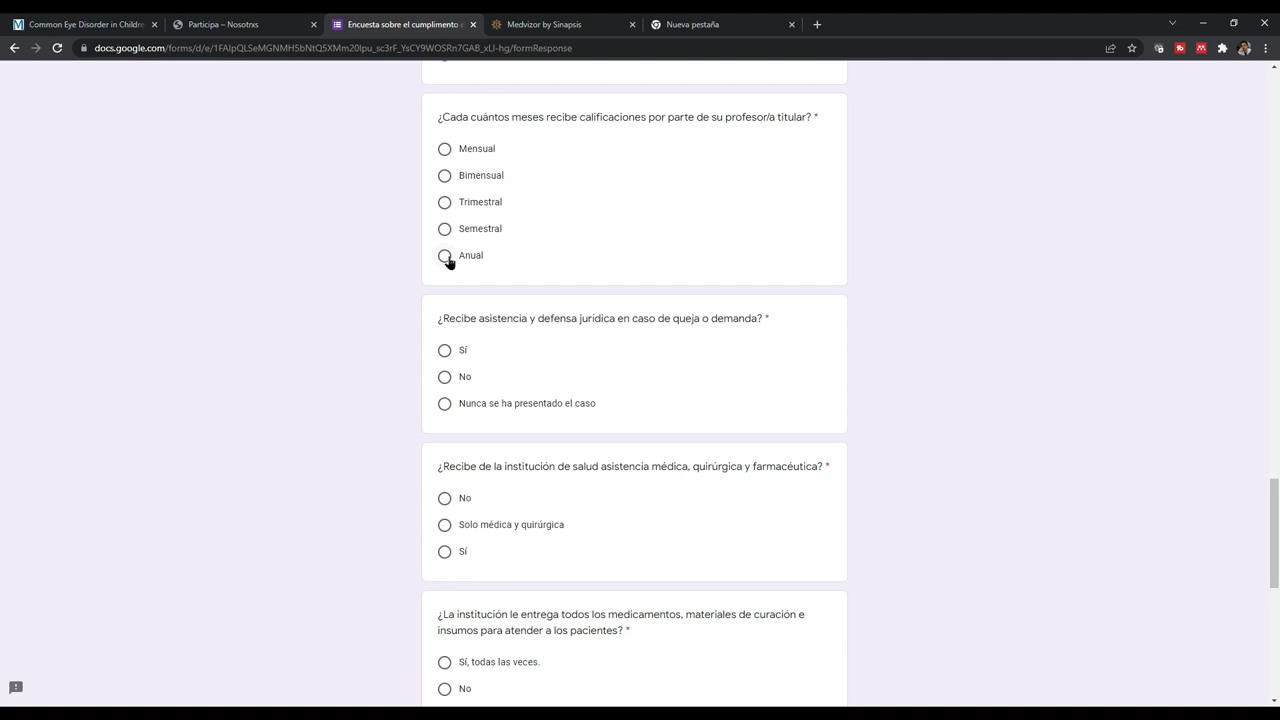 Common Eye Disorder in Childre
Participa – Nosotrxs
Encuesta sobre el cumplimento
Medvizor by Sinapsis
Nueva pestaña
docs.google.com/forms/d/e/1FAIpQLSeMGNMH5bNtQ5XMm20Ipu_sc3rF_YsCY9WOSRn7GAB_xLI-hg/formResponse
¿Cada cuántos meses recibe calificaciones por parte de su profesor/a titular? *
Mensual
Bimensual
Trimestral
Semestral
Anual
¿Recibe asistencia y defensa jurídica en caso de queja o demanda? *
Sí
No
Nunca se ha presentado el caso
¿Recibe de la institución de salud asistencia médica, quirúrgica y farmacéutica? *
No
Solo médica y quirúrgica
Sí
¿La institución le entrega todos los medicamentos, materiales de curación e
insumos para atender a los pacientes? *
Sí, todas las veces.
No